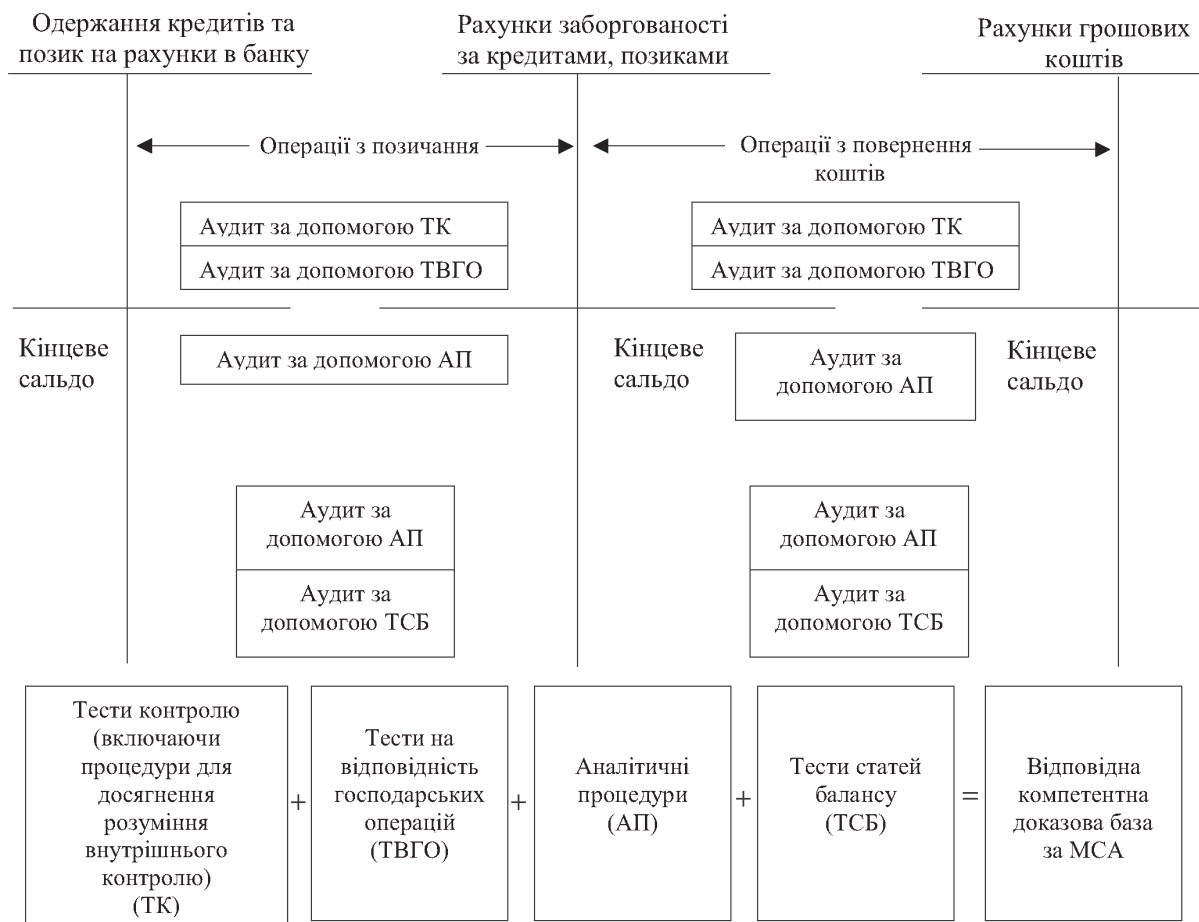 Одержання кредитів та
позик на рахунки в банку
Рахунки заборгованості
за кредитами, позиками
Рахунки грошових
коштів
Операції з позичання
Операції з повернення
коштів
Аудит за допомогою ТК
Аудит за допомогою ТВГО
Аудит за допомогою ТК
Аудит за допомогою ТВГО
Кінцеве
сальдо
Аудит за допомогою АП
Кінцеве
сальдо
Аудит за
допомогою АП
Кінцеве
сальдо
Аудит за
допомогою АП
Аудит за
допомогою ТСБ
Аудит за
допомогою АП
Аудит за
допомогою ТСБ
Тести контролю
(включаючи
процедури для
досягнення
розуміння
внутрішнього
контролю)
(ТК)
+
Тести на
відповідність
господарських
операцій
(ТВГО)
+
Аналітичні
процедури
(АП)
+
Тести статей
балансу
(ТСБ)
=
Відповідна
компетентна
доказова база
за МСА